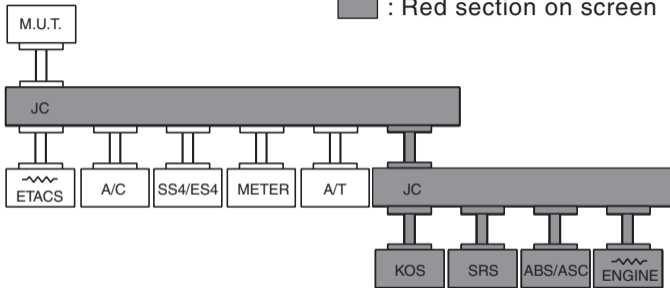 : Red section on screen
M.U.T.
JC
ETACS
A/C
SS4/ES4
METER
A/T
JC
KOS
SRS
ABS/ASC
ENGINE